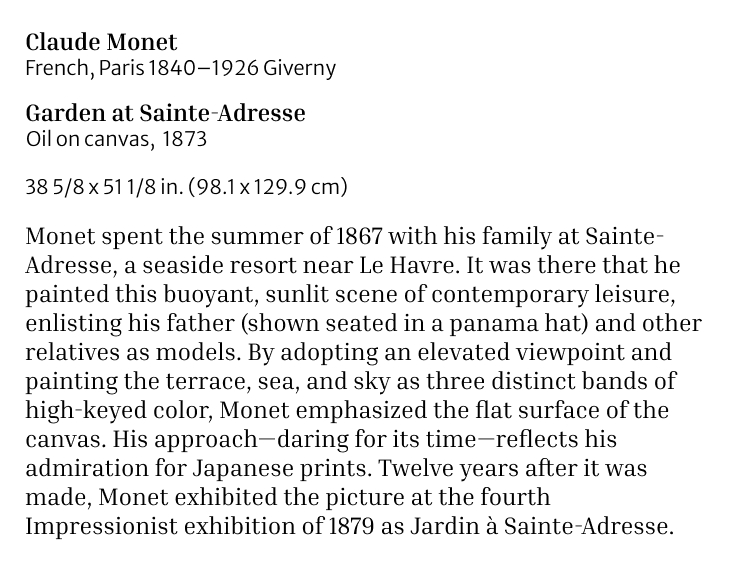 Claude Monet
French, Paris 1840–1926 Giverny
Garden at Sainte-Adresse
Oil on canvas, 1873
38 5/8 x 51 1/8 in. (98.1 x 129.9 cm)
Monet spent the summer of 1867 with his family at Sainte-
Adresse, a seaside resort near Le Havre. It was there that he
painted this buoyant, sunlit scene of contemporary leisure,
enlisting his father (shown seated in a panama hat) and other
relatives as models. By adopting an elevated viewpoint and
painting the terrace, sea, and sky as three distinct bands of
high-keyed color, Monet emphasized the flat surface of the
canvas. His approach—daring for its time—reflects his
admiration for Japanese prints. Twelve years after it was
made, Monet exhibited the picture at the fourth
Impressionist exhibition of 1879 as Jardin à Sainte-Adresse.